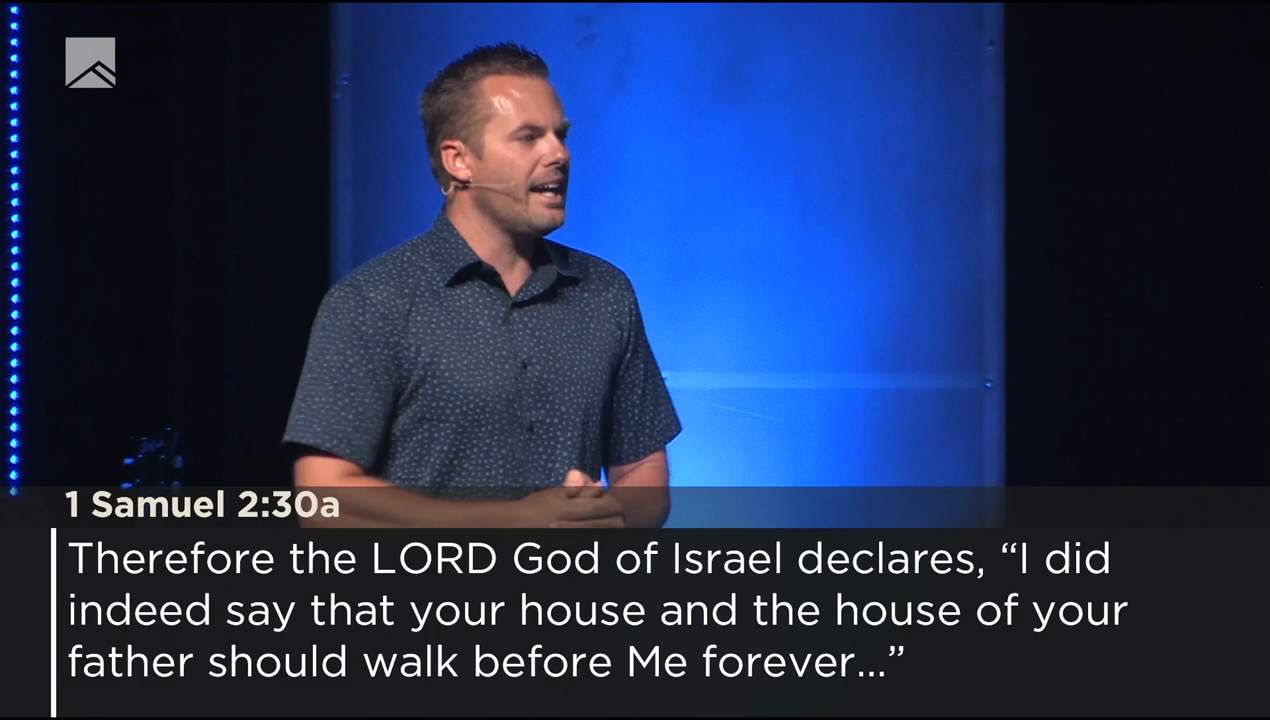 1 Samuel 2:30a
Therefore the LORD God of Israel declares, “I did
indeed say that your house and the house of your
father should walk before Me forever...”